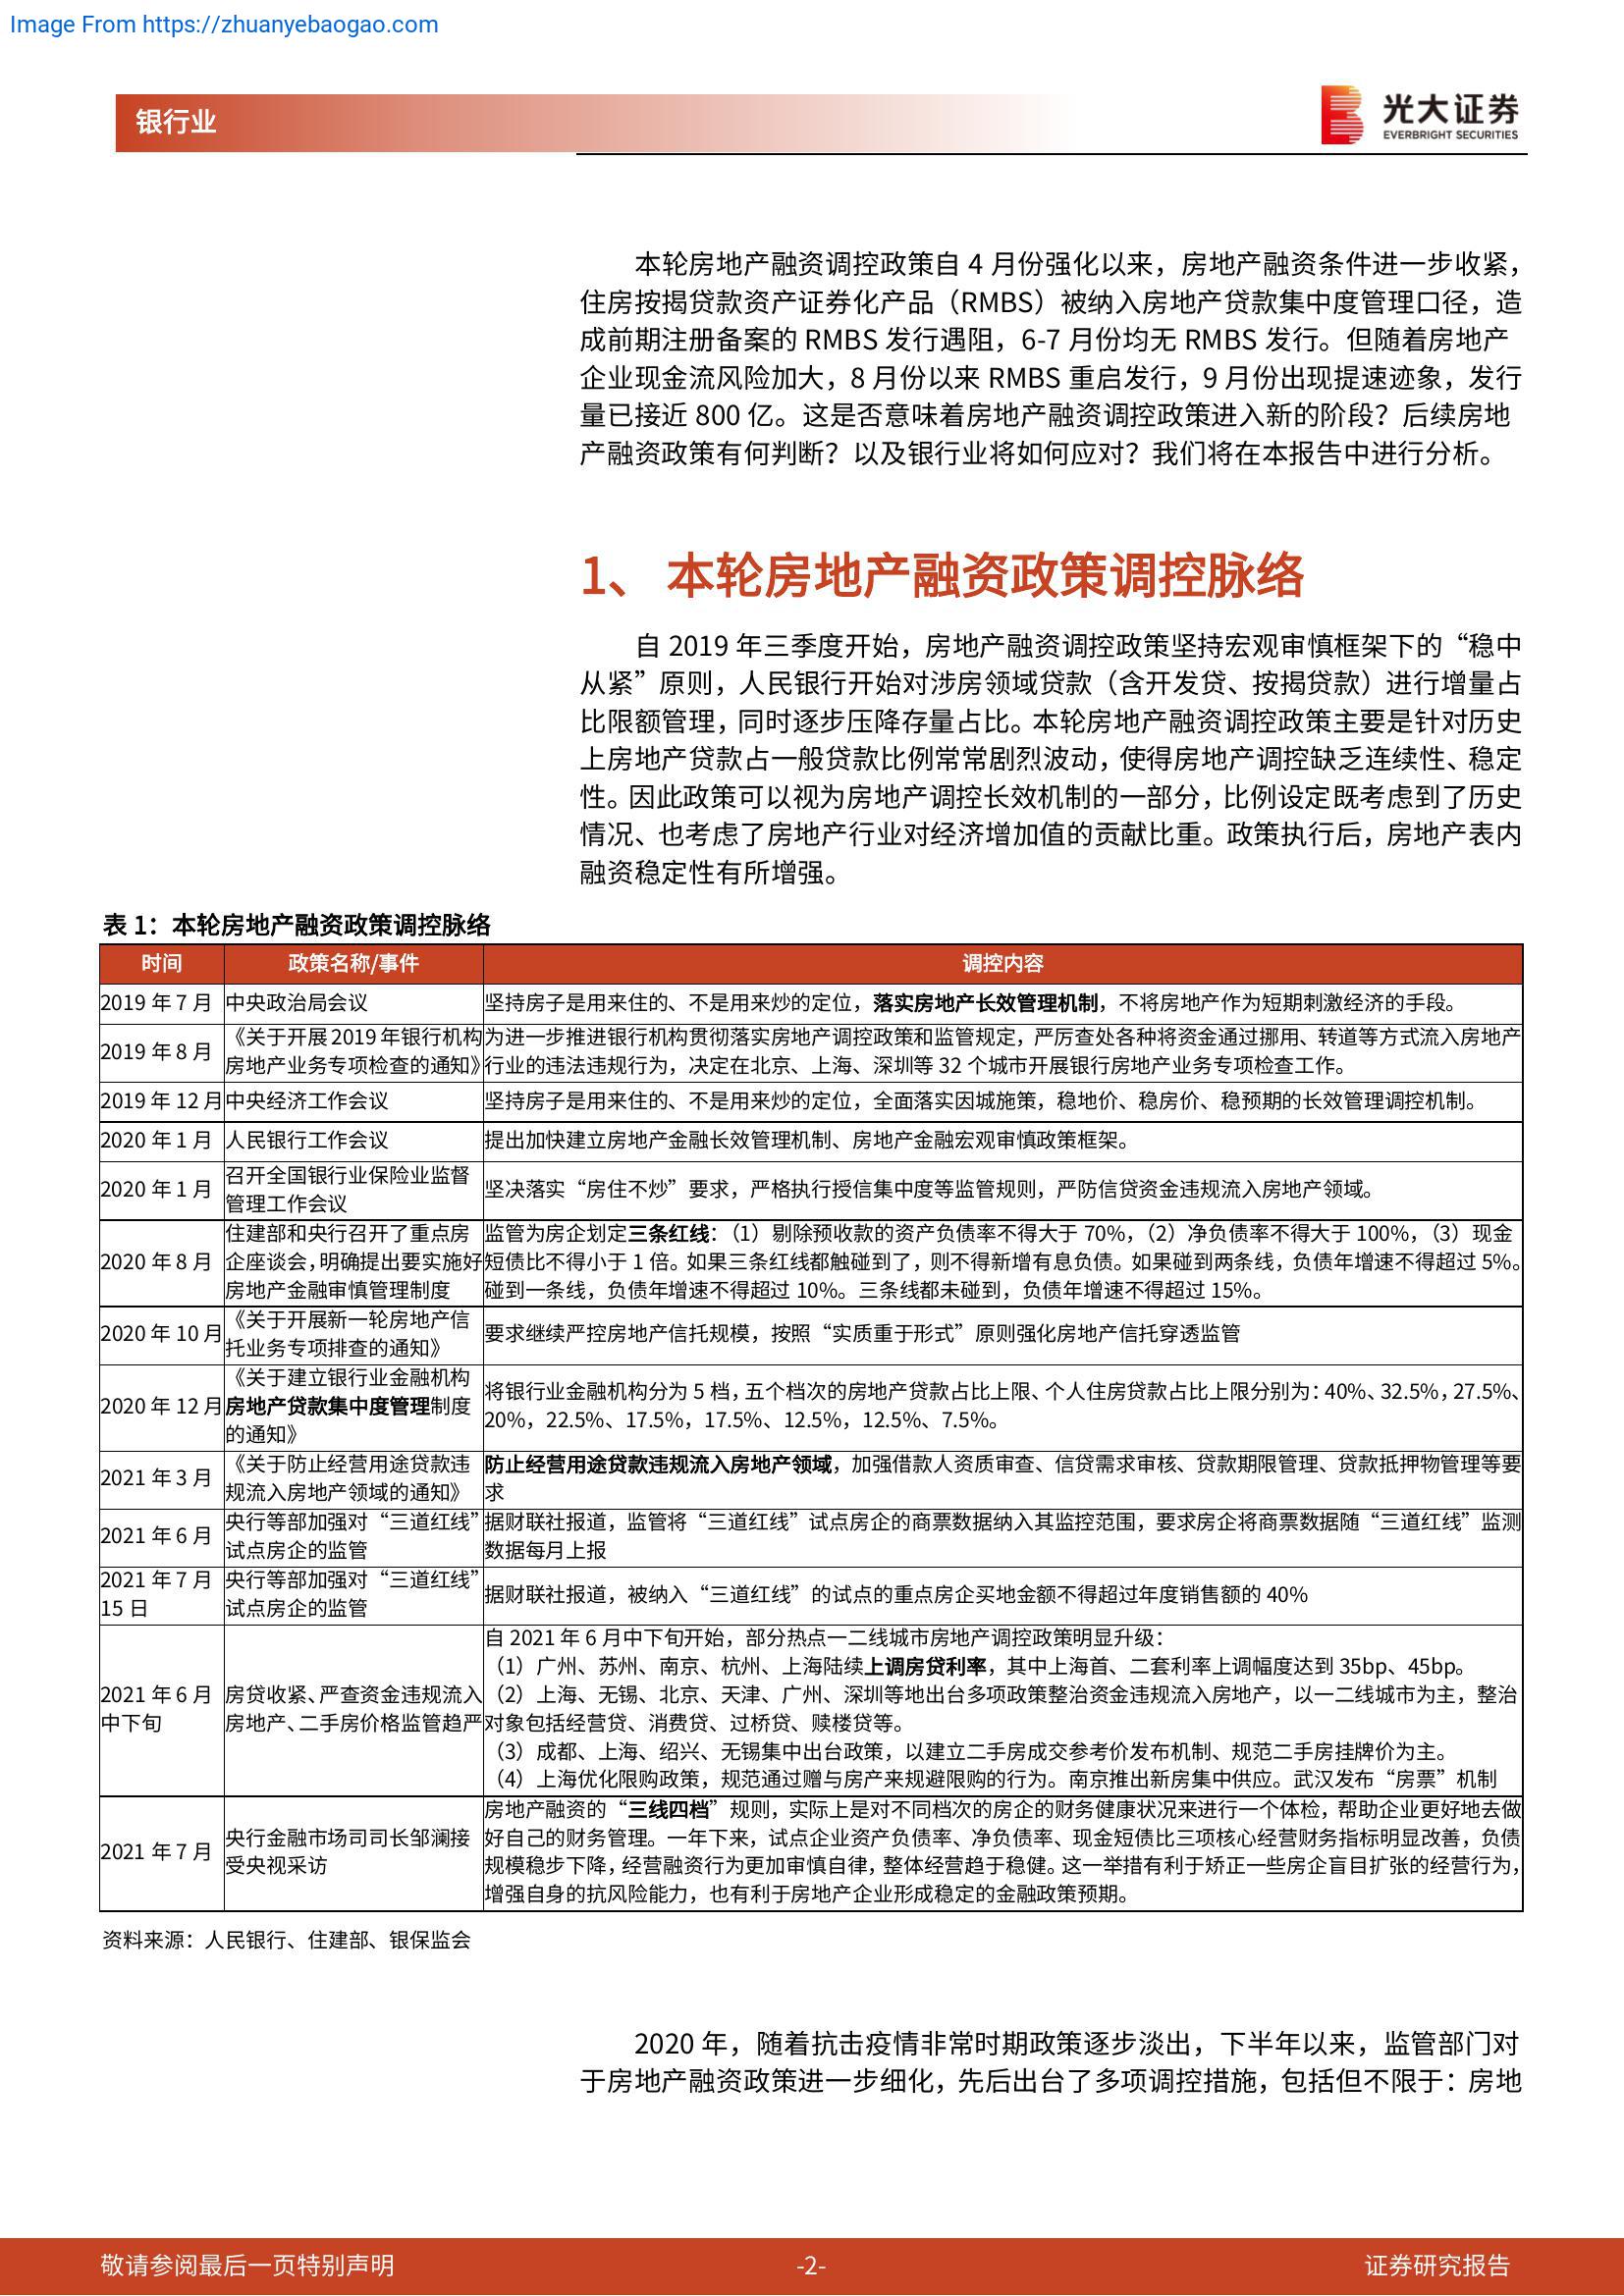 Image From https://zhuanyebaogao.com
银行业
光大证券
EVERBRIGHT SECURITIES
本轮房地产融资调控政策自 4 月份强化以来，房地产融资条件进一步收紧，
住房按揭贷款资产证券化产品（RMBS）被纳入房地产贷款集中度管理口径，造
成前期注册备案的 RMBS 发行遇阻，6-7 月份均无 RMBS 发行。但随着房地产
企业现金流风险加大，8 月份以来 RMBS 重启发行，9 月份出现提速迹象，发行
量已接近 800 亿。这是否意味着房地产融资调控政策进入新的阶段？后续房地
产融资政策有何判断？以及银行业将如何应对？我们将在本报告中进行分析。
1、 本轮房地产融资政策调控脉络
自 2019 年三季度开始，房地产融资调控政策坚持宏观审慎框架下的“稳中
从紧”原则，人民银行开始对涉房领域贷款（含开发贷、按揭贷款）进行增量占
比限额管理，同时逐步压降存量占比。本轮房地产融资调控政策主要是针对历史
上房地产贷款占一般贷款比例常常剧烈波动，使得房地产调控缺乏连续性、稳定
性。因此政策可以视为房地产调控长效机制的一部分，比例设定既考虑到了历史
情况、也考虑了房地产行业对经济增加值的贡献比重。政策执行后，房地产表内
融资稳定性有所增强。
表 1：本轮房地产融资政策调控脉络
时间 政策名称/事件 调控内容
2019 年 7 月 中央政治局会议 坚持房子是用来住的、不是用来炒的定位，落实房地产长效管理机制，不将房地产作为短期刺激经济的手段。
2019 年 8 月
《关于开展 2019 年银行机构
房地产业务专项检查的通知》
为进一步推进银行机构贯彻落实房地产调控政策和监管规定，严厉查处各种将资金通过挪用、转道等方式流入房地产
行业的违法违规行为，决定在北京、上海、深圳等 32 个城市开展银行房地产业务专项检查工作。
2019 年 12 月 中央经济工作会议 坚持房子是用来住的、不是用来炒的定位，全面落实因城施策，稳地价、稳房价、稳预期的长效管理调控机制。
2020 年 1 月 人民银行工作会议 提出加快建立房地产金融长效管理机制、房地产金融宏观审慎政策框架。
2020 年 1 月
召开全国银行业保险业监督
管理工作会议
坚决落实“房住不炒”要求，严格执行授信集中度等监管规则，严防信贷资金违规流入房地产领域。
2020 年 8 月
住建部和央行召开了重点房
企座谈会，明确提出要实施好
房地产金融审慎管理制度
监管为房企划定三条红线：（1）剔除预收款的资产负债率不得大于 70%，（2）净负债率不得大于 100%，（3）现金
短债比不得小于 1 倍。如果三条红线都触碰到了，则不得新增有息负债。如果碰到两条线，负债年增速不得超过 5%。
碰到一条线，负债年增速不得超过 10%。三条线都未碰到，负债年增速不得超过 15%。
2020 年 10 月
《关于开展新一轮房地产信
托业务专项排查的通知》
要求继续严控房地产信托规模，按照“实质重于形式”原则强化房地产信托穿透监管
2020 年 12 月
《关于建立银行业金融机构
房地产贷款集中度管理制度
的通知》
将银行业金融机构分为 5 档，五个档次的房地产贷款占比上限、个人住房贷款占比上限分别为：40%、32.5%，27.5%、
20%，22.5%、17.5%，17.5%、12.5%，12.5%、7.5%。
2021 年 3 月
《关于防止经营用途贷款违
规流入房地产领域的通知》
防止经营用途贷款违规流入房地产领域，加强借款人资质审查、信贷需求审核、贷款期限管理、贷款抵押物管理等要
求
2021 年 6 月
央行等部加强对“三道红线”
试点房企的监管
据财联社报道，监管将“三道红线”试点房企的商票数据纳入其监控范围，要求房企将商票数据随“三道红线”监测
数据每月上报
2021 年 7 月
15 日
央行等部加强对“三道红线”
试点房企的监管
据财联社报道，被纳入“三道红线”的试点的重点房企买地金额不得超过年度销售额的 40%
2021 年 6 月
中下旬
房贷收紧、严查资金违规流入
房地产、二手房价格监管趋严
自 2021 年 6 月中下旬开始，部分热点一二线城市房地产调控政策明显升级：
（1）广州、苏州、南京、杭州、上海陆续上调房贷利率，其中上海首、二套利率上调幅度达到 35bp、45bp。
（2）上海、无锡、北京、天津、广州、深圳等地出台多项政策整治资金违规流入房地产，以一二线城市为主，整治
对象包括经营贷、消费贷、过桥贷、赎楼贷等。
（3）成都、上海、绍兴、无锡集中出台政策，以建立二手房成交参考价发布机制、规范二手房挂牌价为主。
（4）上海优化限购政策，规范通过赠与房产来规避限购的行为。南京推出新房集中供应。武汉发布“房票”机制
2021 年 7 月
央行金融市场司司长邹澜接
受央视采访
房地产融资的“三线四档”规则，实际上是对不同档次的房企的财务健康状况来进行一个体检，帮助企业更好地去做
好自己的财务管理。一年下来，试点企业资产负债率、净负债率、现金短债比三项核心经营财务指标明显改善，负债
规模稳步下降，经营融资行为更加审慎自律，整体经营趋于稳健。这一举措有利于矫正一些房企盲目扩张的经营行为，
增强自身的抗风险能力，也有利于房地产企业形成稳定的金融政策预期。
资料来源：人民银行、住建部、银保监会
2020 年，随着抗击疫情非常时期政策逐步淡出，下半年以来，监管部门对
于房地产融资政策进一步细化，先后出台了多项调控措施，包括但不限于：房地
敬请参阅最后一页特别声明 -2- 证券研究报告